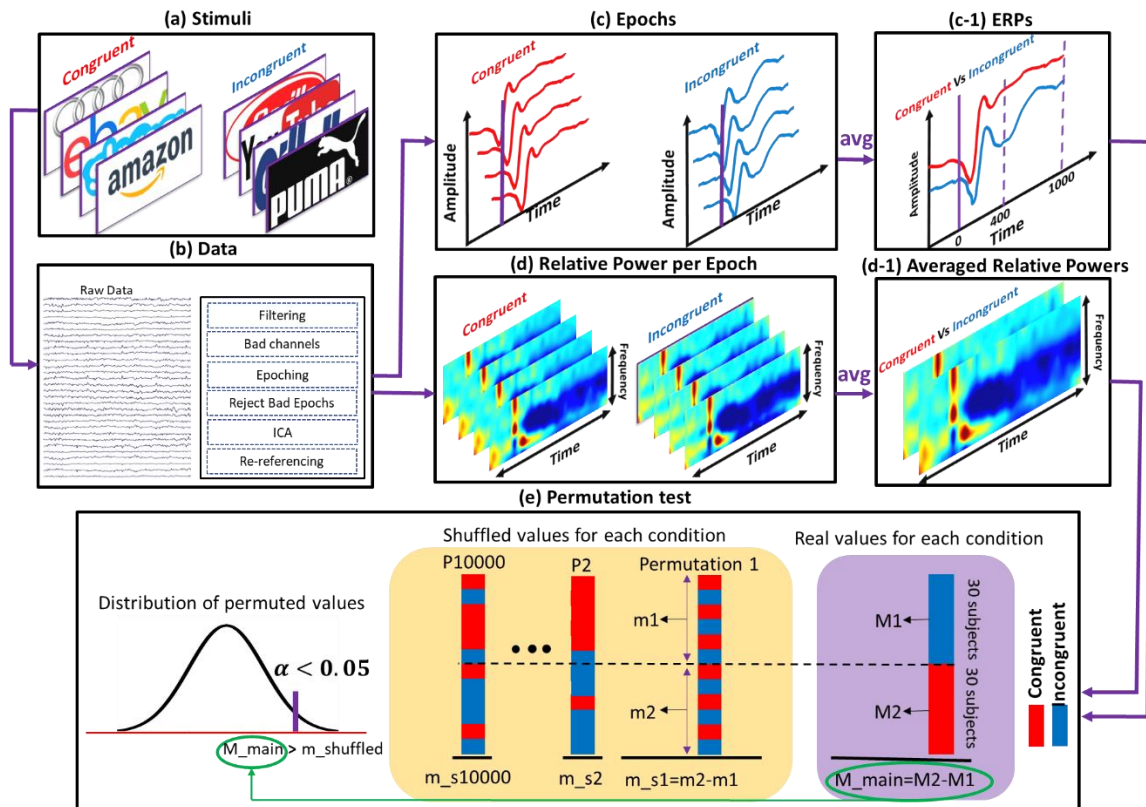 (a) Stimuli
Congruent
Incongruent
ebay
amazon
PUMA®
(b) Data
Raw Data
Filtering
Bad channels
Epoching
Reject Bad Epochs
ICA
Re-referencing
(c) Epochs
Congruent
Incongruent
Amplitude
Time
Amplitude
Time
avg
(c-1) ERPs
Congruent Vs Incongruent
Amplitude
0
400
1000
Time
(d) Relative Power per Epoch
Congruent
Incongruent
Frequency
Time
Frequency
Time
avg
(d-1) Averaged Relative Powers
Congruent Vs Incongruent
Frequency
Time
(e) Permutation test
Distribution of permuted values
α < 0.05
M_main > m_shuffled
Shuffled values for each condition
P10000
P2
Permutation 1
m1
m2
m_s10000
m_s2
m_s1=m2-m1
Real values for each condition
M1
M2
30 subjects
30 subjects
M_main=M2-M1
Congruent
Incongruent